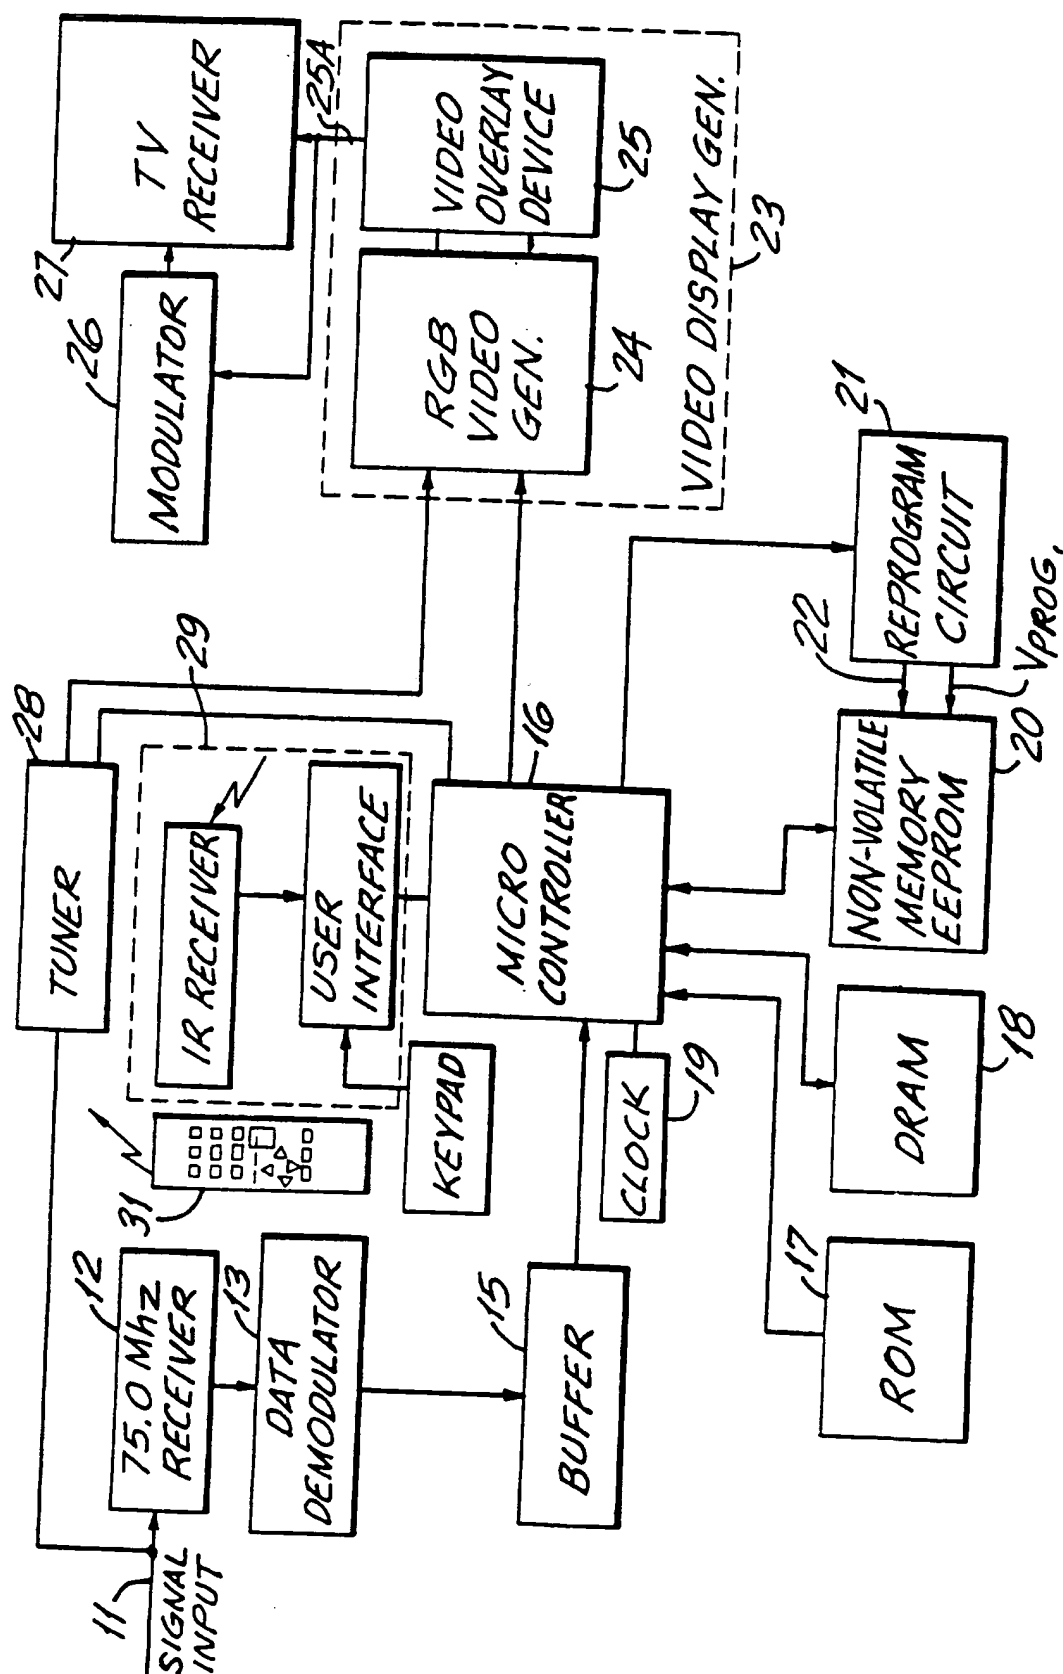 11
SIGNAL
INPUT
12
75.0 Mhz
RECEIVER
13
DATA
DEMODULATOR
15
BUFFER
31
28
TUNER
29
IR RECEIVER
USER
INTERFACE
KEYPAD
16
MICRO
CONTROLLER
CLOCK
19
17
ROM
DRAM
18
NON-VOLATILE
MEMORY
EEPROM
20
22
VPROG.
21
REPROGRAM
CIRCUIT
26
MODULATOR
27
TV
RECEIVER
25A
RGB
VIDEO
GEN.
24
VIDEO
OVERLAY
DEVICE
25
VIDEO DISPLAY GEN.
23